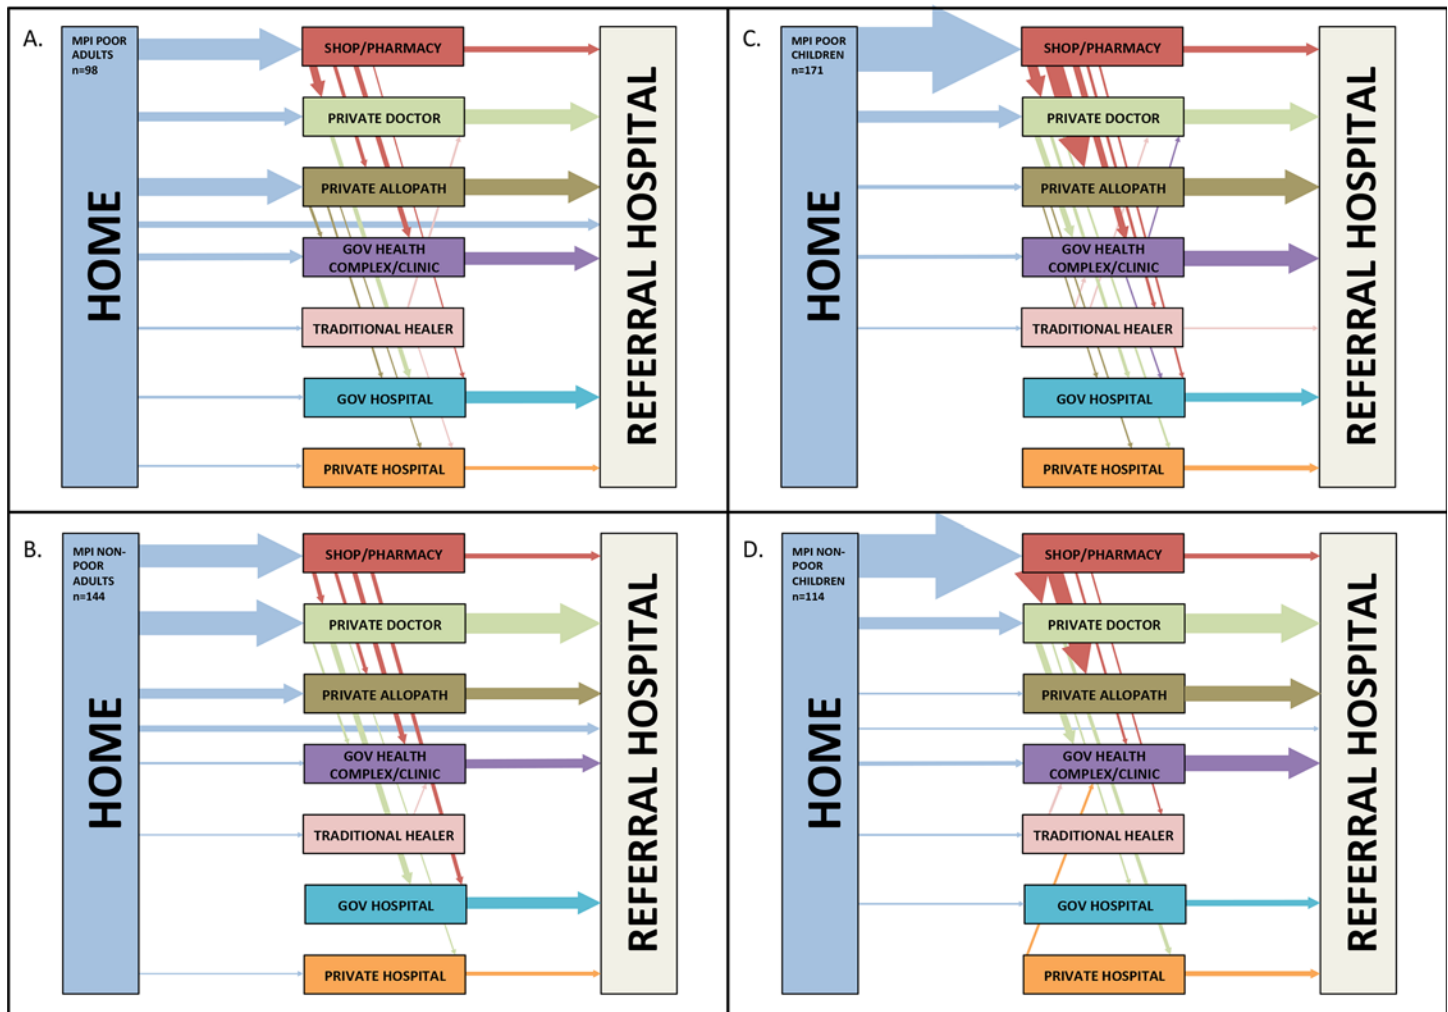 A.
MPI POOR
ADULTS
n=98
HOME
SHOP/PHARMACY
PRIVATE DOCTOR
PRIVATE ALLOPATH
GOV HEALTH
COMPLEX/CLINIC
TRADITIONAL HEALER
GOV HOSPITAL
PRIVATE HOSPITAL
REFERRAL HOSPITAL
C.
MPI POOR
CHILDREN
n=171
HOME
SHOP/PHARMACY
PRIVATE DOCTOR
PRIVATE ALLOPATH
GOV HEALTH
COMPLEX/CLINIC
TRADITIONAL HEALER
GOV HOSPITAL
PRIVATE HOSPITAL
REFERRAL HOSPITAL
B.
MPI NON-
POOR
ADULTS
n=144
HOME
SHOP/PHARMACY
PRIVATE DOCTOR
PRIVATE ALLOPATH
GOV HEALTH
COMPLEX/CLINIC
TRADITIONAL HEALER
GOV HOSPITAL
PRIVATE HOSPITAL
REFERRAL HOSPITAL
D.
MPI NON-
POOR
CHILDREN
n=114
HOME
SHOP/PHARMACY
PRIVATE DOCTOR
PRIVATE ALLOPATH
GOV HEALTH
COMPLEX/CLINIC
TRADITIONAL HEALER
GOV HOSPITAL
PRIVATE HOSPITAL
REFERRAL HOSPITAL